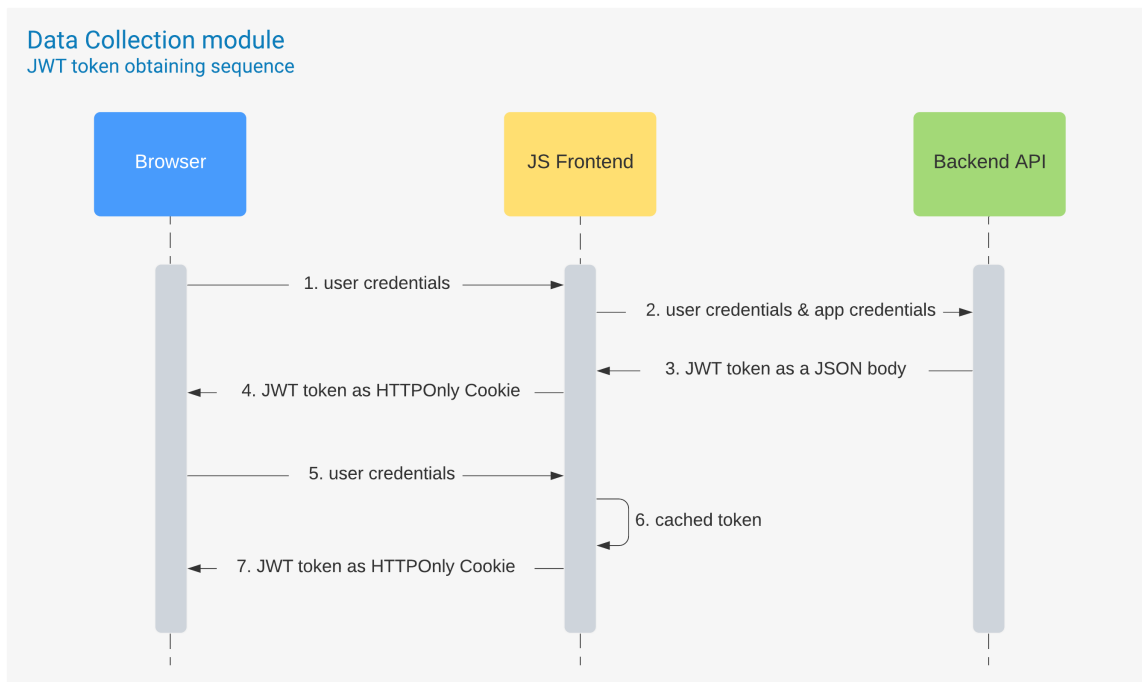 Data Collection module
JWT token obtaining sequence
Browser
JS Frontend
Backend API
1. user credentials
2. user credentials & app credentials
3. JWT token as a JSON body
4. JWT token as HTTPOnly Cookie
5. user credentials
6. cached token
7. JWT token as HTTPOnly Cookie